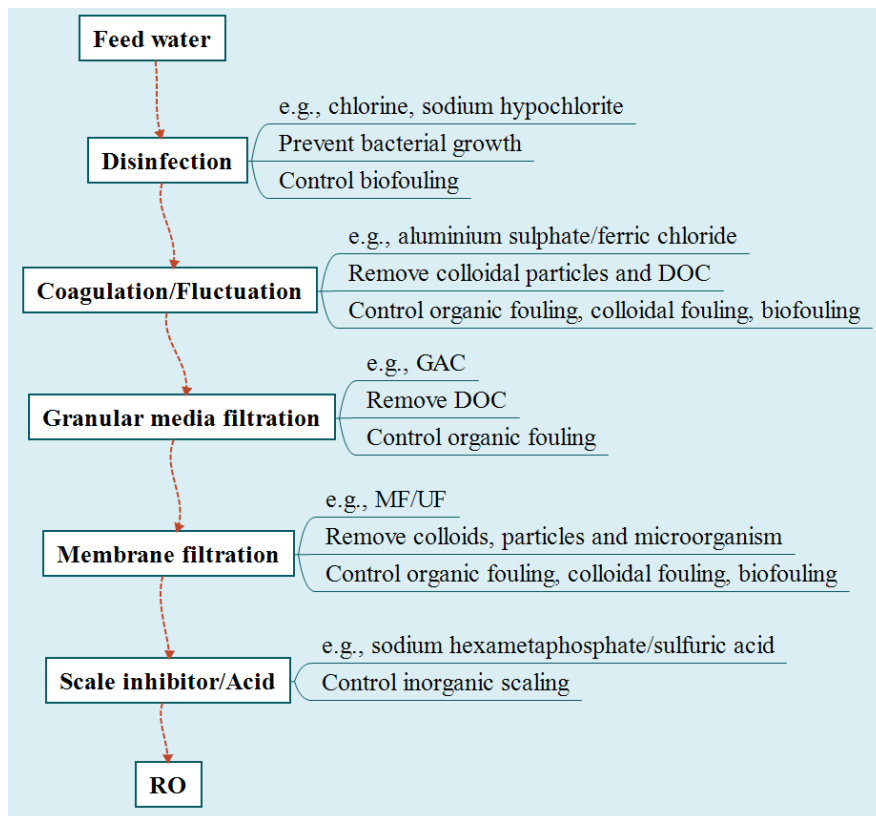 Feed water
e.g., chlorine, sodium hypochlorite
Disinfection
Prevent bacterial growth
Control biofouling
e.g., aluminium sulphate/ferric chloride
Coagulation/Fluctuation
Remove colloidal particles and DOC
Control organic fouling, colloidal fouling, biofouling
e.g., GAC
Granular media filtration
Remove DOC
Control organic fouling
e.g., MF/UF
Membrane filtration
Remove colloids, particles and microorganism
Control organic fouling, colloidal fouling, biofouling
e.g., sodium hexametaphosphate/sulfuric acid
Scale inhibitor/Acid
Control inorganic scaling
RO